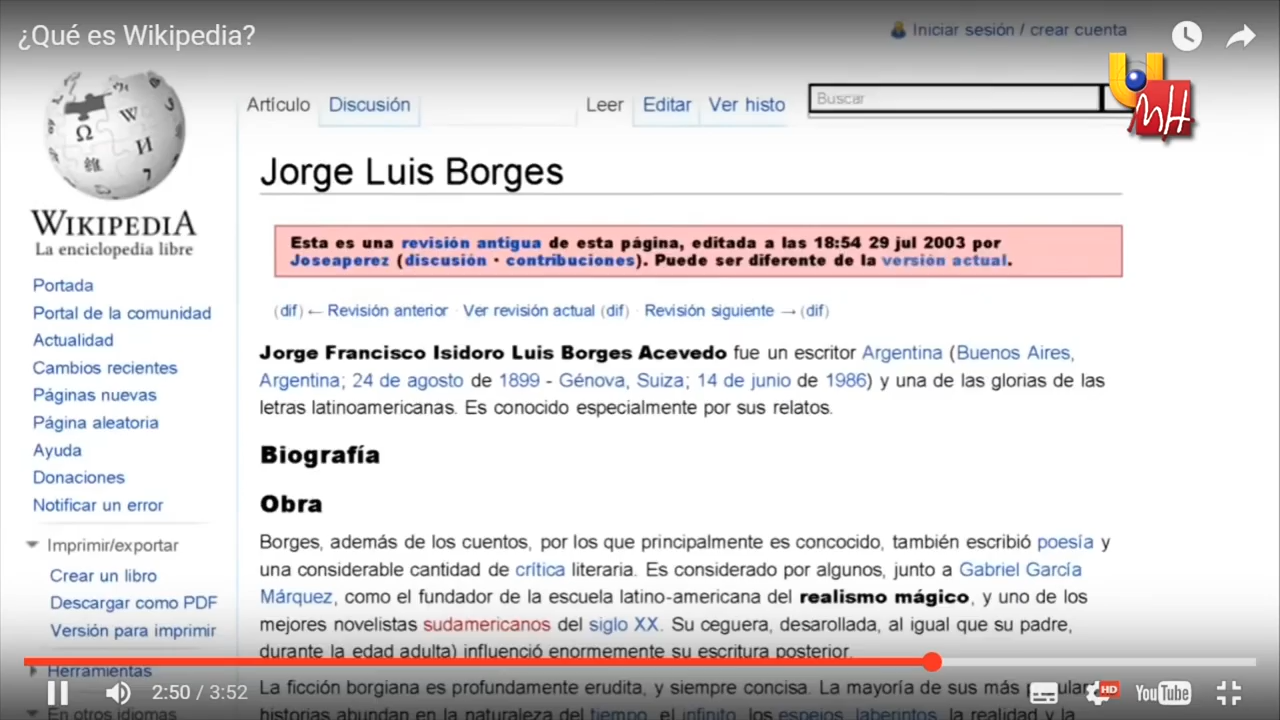 ¿Qué es Wikipedia?
Iniciar sesión / crear cuenta
Artículo Discusión Leer Editar Ver histo Buscar
UMH
WIKIPEDIA
La enciclopedia libre
Portada
Portal de la comunidad
Actualidad
Cambios recientes
Páginas nuevas
Página aleatoria
Ayuda
Donaciones
Notificar un error
Imprimir/exportar
Crear un libro
Descargar como PDF
Versión para imprimir
Herramientas
En otros idiomas
Jorge Luis Borges
Esta es una revisión antigua de esta página, editada a las 18:54 29 jul 2003 por
Joseaperez (discusión · contribuciones). Puede ser diferente de la versión actual.
(dif) ← Revisión anterior · Ver revisión actual (dif) · Revisión siguiente → (dif)
Jorge Francisco Isidoro Luis Borges Acevedo fue un escritor Argentina (Buenos Aires,
Argentina; 24 de agosto de 1899 - Génova, Suiza; 14 de junio de 1986) y una de las glorias de las
letras latinoamericanas. Es conocido especialmente por sus relatos.
Biografía
Obra
Borges, además de los cuentos, por los que principalmente es concocido, también escribió poesía y
una considerable cantidad de crítica literaria. Es considerado por algunos, junto a Gabriel García
Márquez, como el fundador de la escuela latino-americana del realismo mágico, y uno de los
mejores novelistas sudamericanos del siglo XX. Su ceguera, desarollada, al igual que su padre,
durante la edad adulta) influenció enormemente su escritura posterior.
La ficción borgiana es profundamente erudita, y siempre concisa. La mayoría de sus más
historias abundan en la naturaleza del tiempo, el infinito, los espejos, laberintos, la realidad y la
2:50 / 3:52
HD
YouTube